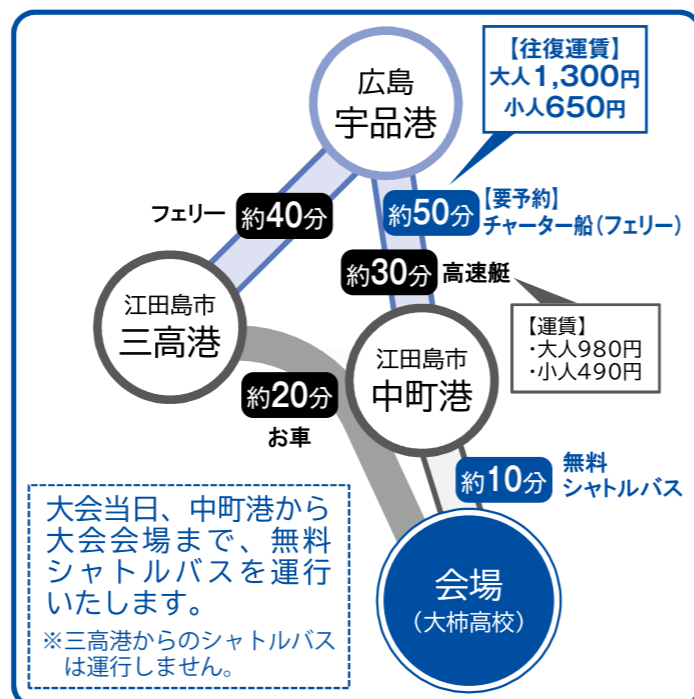 広島
宇品港
【往復運賃】
大人1,300円
小人650円
フェリー 約40分
約50分 【要予約】
チャーター船(フェリー)
約30分 高速艇
【運賃】
・大人980円
・小人490円
江田島市
三高港
江田島市
中町港
約20分
お車
約10分 無料
シャトルバス
会場
(大柿高校)
大会当日、中町港から
大会会場まで、無料
シャトルバスを運行
いたします。
※三高港からのシャトルバス
は運行しません。